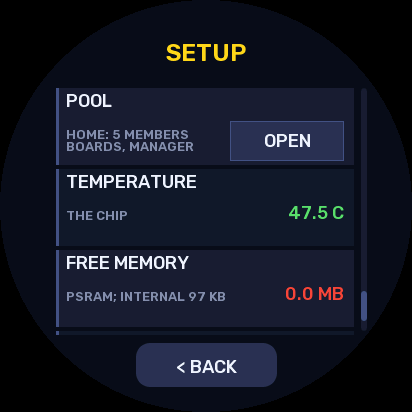 SETUP
POOL
HOME: 5 MEMBERS
BOARDS, MANAGER
OPEN
TEMPERATURE
THE CHIP
47.5 C
FREE MEMORY
PSRAM; INTERNAL 97 KB
0.0 MB
< BACK